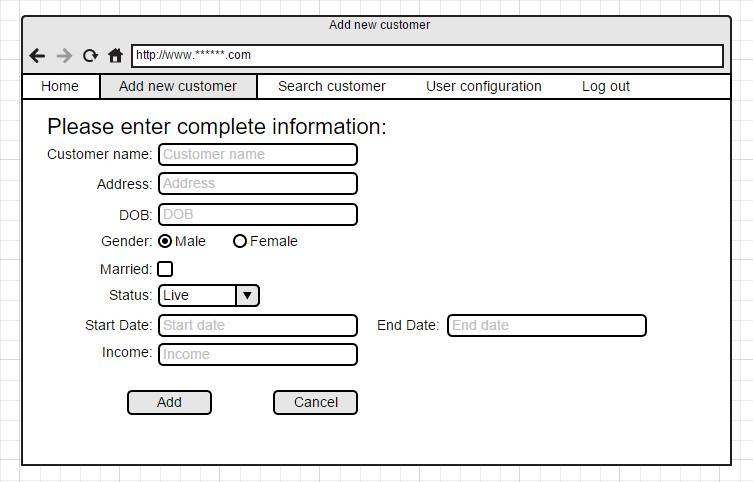 Add new customer
http://www.******.com
Home Add new customer Search customer User configuration Log out
Please enter complete information:
Customer name: Customer name
Address: Address
DOB: DOB
Gender: Male Female
Married:
Status: Live
Start Date: Start date End Date: End date
Income: Income
Add Cancel